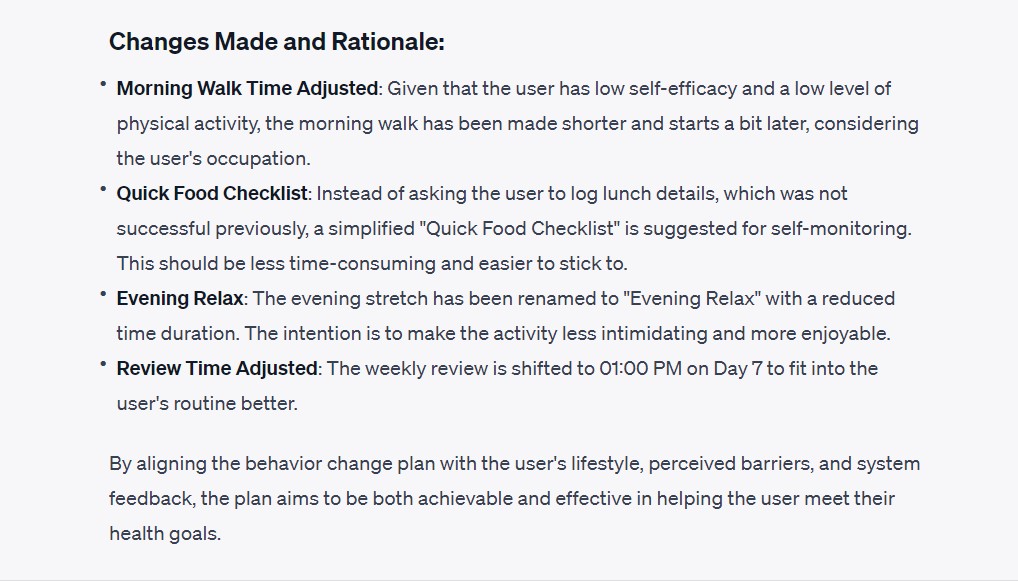 Changes Made and Rationale:
• Morning Walk Time Adjusted: Given that the user has low self-efficacy and a low level of
physical activity, the morning walk has been made shorter and starts a bit later, considering
the user's occupation.
• Quick Food Checklist: Instead of asking the user to log lunch details, which was not
successful previously, a simplified "Quick Food Checklist" is suggested for self-monitoring.
This should be less time-consuming and easier to stick to.
• Evening Relax: The evening stretch has been renamed to "Evening Relax" with a reduced
time duration. The intention is to make the activity less intimidating and more enjoyable.
• Review Time Adjusted: The weekly review is shifted to 01:00 PM on Day 7 to fit into the
user's routine better.
By aligning the behavior change plan with the user's lifestyle, perceived barriers, and system
feedback, the plan aims to be both achievable and effective in helping the user meet their
health goals.